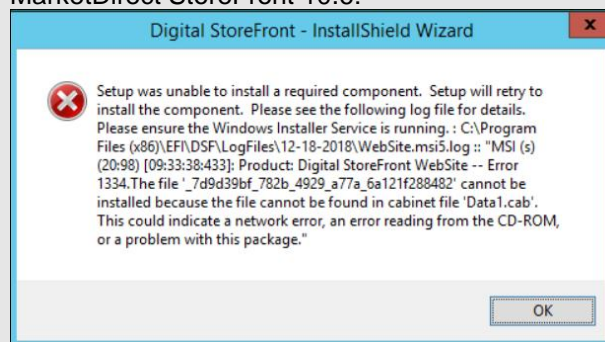 Digital StoreFront - InstallShield Wizard
x
Setup was unable to install a required component. Setup will retry to
install the component. Please see the following log file for details.
Please ensure the Windows Installer Service is running. : C:\Program
Files (x86)\EFI\DSF\LogFiles\12-18-2018\WebSite.msi5.log :: "MSI (s)
(20:98) [09:33:38:433]: Product: Digital StoreFront WebSite -- Error
1334.The file '_7d9d39bf_782b_4929_a77a_6a121f288482' cannot be
installed because the file cannot be found in cabinet file 'Data1.cab'.
This could indicate a network error, an error reading from the CD-ROM,
or a problem with this package."
OK